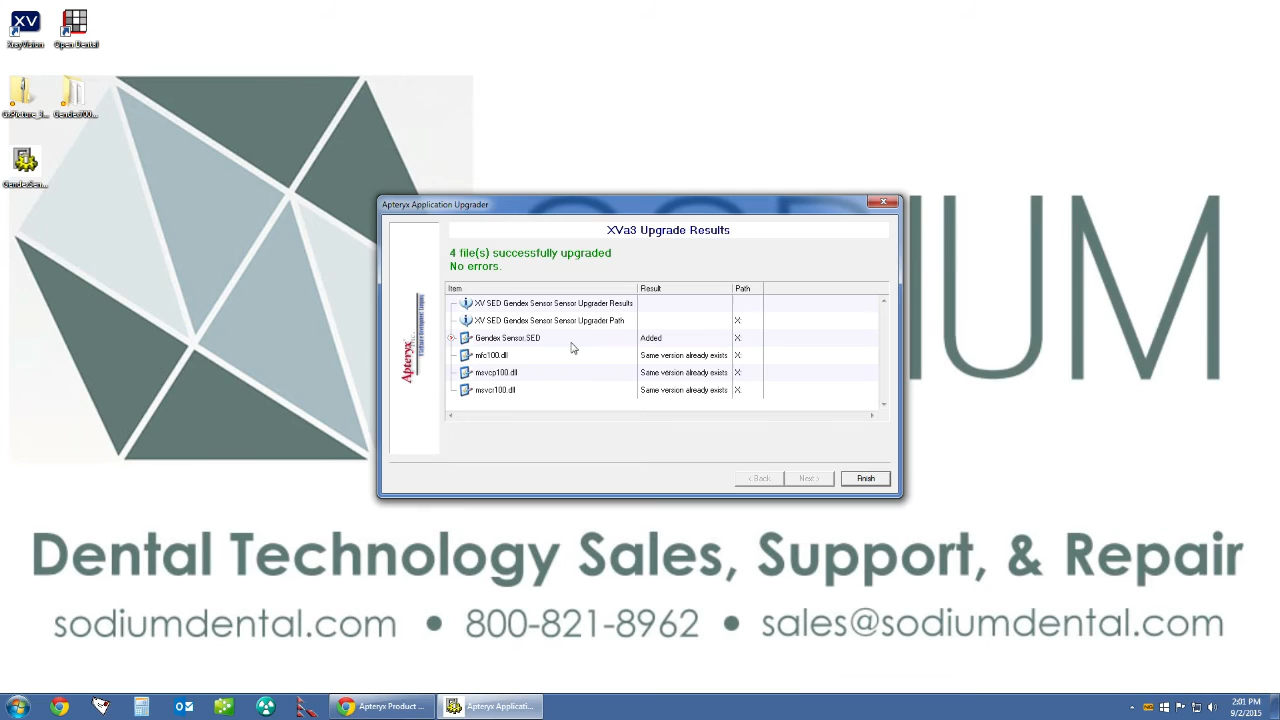 XV
XrayVision
Open Dental
GxPicture_3...
Gendex700...
GendexSen...
Apteryx Application Upgrader
XVa3 Upgrade Results
4 file(s) successfully upgraded
No errors.
Item Result Path
XV SED Gendex Sensor Sensor Upgrader Results
XV SED Gendex Sensor Sensor Upgrader Path X
Gendex Sensor.SED Added X
mfc100.dll Same version already exists X
msvcp100.dll Same version already exists X
msvcr100.dll Same version already exists X
Apteryx
< Back Next > Finish
SODIUM
Dental Technology Sales, Support, & Repair
sodiumdental.com • 800-821-8962 • sales@sodiumdental.com
Apteryx Product ...
Apteryx Applicati...
2:01 PM
9/2/2015